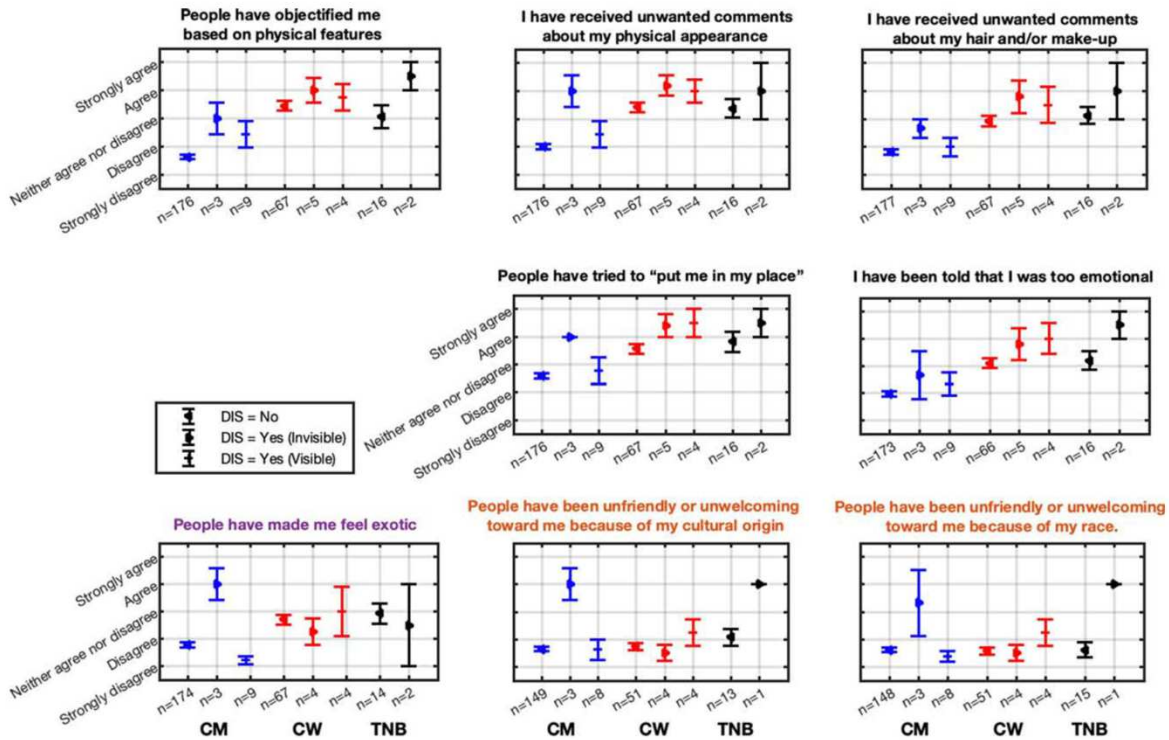 People have objectified me
based on physical features
I have received unwanted comments
about my physical appearance
I have received unwanted comments
about my hair and/or make-up
Strongly agree
Agree
Neither agree nor disagree
Disagree
Strongly disagree
n=176
n=3
n=9
n=67
n=5
n=4
n=16
n=2
n=176
n=3
n=9
n=67
n=5
n=4
n=16
n=2
n=177
n=3
n=9
n=67
n=5
n=4
n=16
n=2
People have tried to “put me in my place”
I have been told that I was too emotional
Strongly agree
Agree
Neither agree nor disagree
Disagree
Strongly disagree
n=176
n=3
n=9
n=67
n=5
n=4
n=16
n=2
n=173
n=3
n=9
n=66
n=5
n=4
n=16
n=2
DIS = No
DIS = Yes (Invisible)
DIS = Yes (Visible)
People have made me feel exotic
People have been unfriendly or unwelcoming
toward me because of my cultural origin
People have been unfriendly or unwelcoming
toward me because of my race.
Strongly agree
Agree
Neither agree nor disagree
Disagree
Strongly disagree
n=174
n=3
n=9
n=67
n=4
n=4
n=14
n=2
n=149
n=3
n=8
n=51
n=4
n=4
n=13
n=1
n=148
n=3
n=8
n=51
n=4
n=4
n=15
n=1
CM CW TNB
CM CW TNB
CM CW TNB